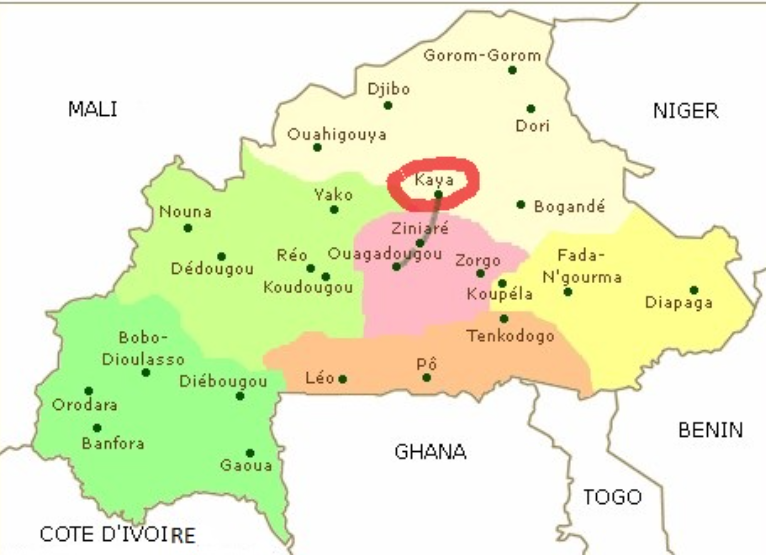 Gorom-Gorom
Djibo
MALI
NIGER
Dori
Ouahigouya
Kaya
Yako
Bogandé
Nouna
Ziniaré
Ouagadougou
Réo
Dédougou
Zorgo
Fada-
N'gourma
Koudougou
Koupéla
Diapaga
Tenkodogo
Bobo-
Dioulasso
Diébougou
Léo
Pô
Orodara
Banfora
GHANA
BENIN
Gaoua
TOGO
COTE D'IVOIRE